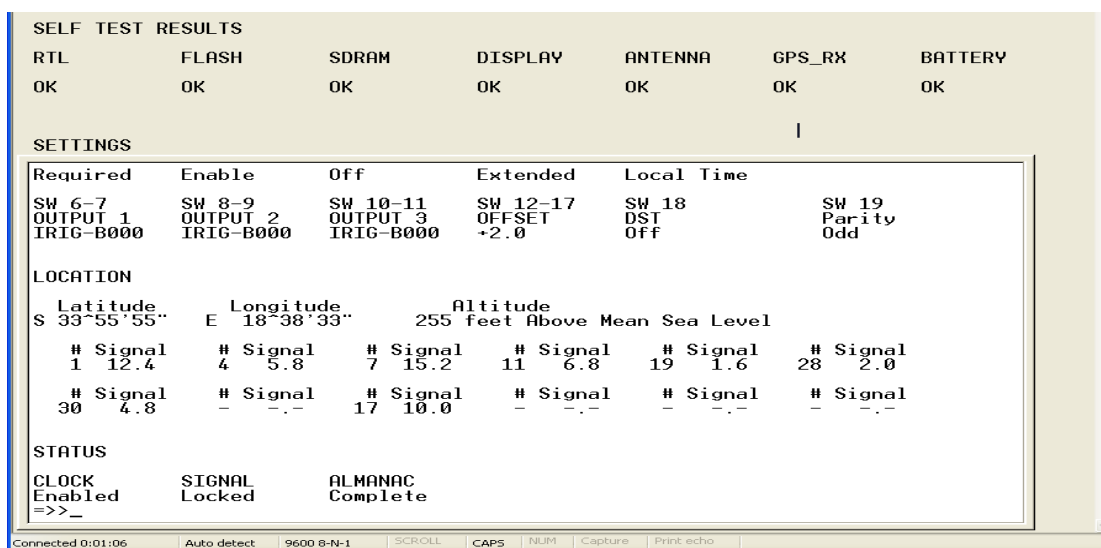 SELF TEST RESULTS
RTL FLASH SDRAM DISPLAY ANTENNA GPS_RX BATTERY
OK OK OK OK OK OK OK
SETTINGS
Required Enable Off Extended Local Time
SW 6-7 SW 8-9 SW 10-11 SW 12-17 SW 18 SW 19
OUTPUT 1 OUTPUT 2 OUTPUT 3 OFFSET DST Parity
IRIG-B000 IRIG-B000 IRIG-B000 +2.0 Off Odd
LOCATION
Latitude Longitude Altitude
S 33^55'55" E 18^38'33" 255 feet Above Mean Sea Level
# Signal # Signal # Signal # Signal # Signal # Signal
1 12.4 4 5.8 7 15.2 11 6.8 19 1.6 28 2.0
# Signal # Signal # Signal # Signal # Signal # Signal
30 4.8 - -.- 17 10.0 - -.- - -.- - -.-
STATUS
CLOCK SIGNAL ALMANAC
Enabled Locked Complete
=>>_
Connected 0:01:06 Auto detect 9600 8-N-1 SCROLL CAPS NUM Capture Print echo